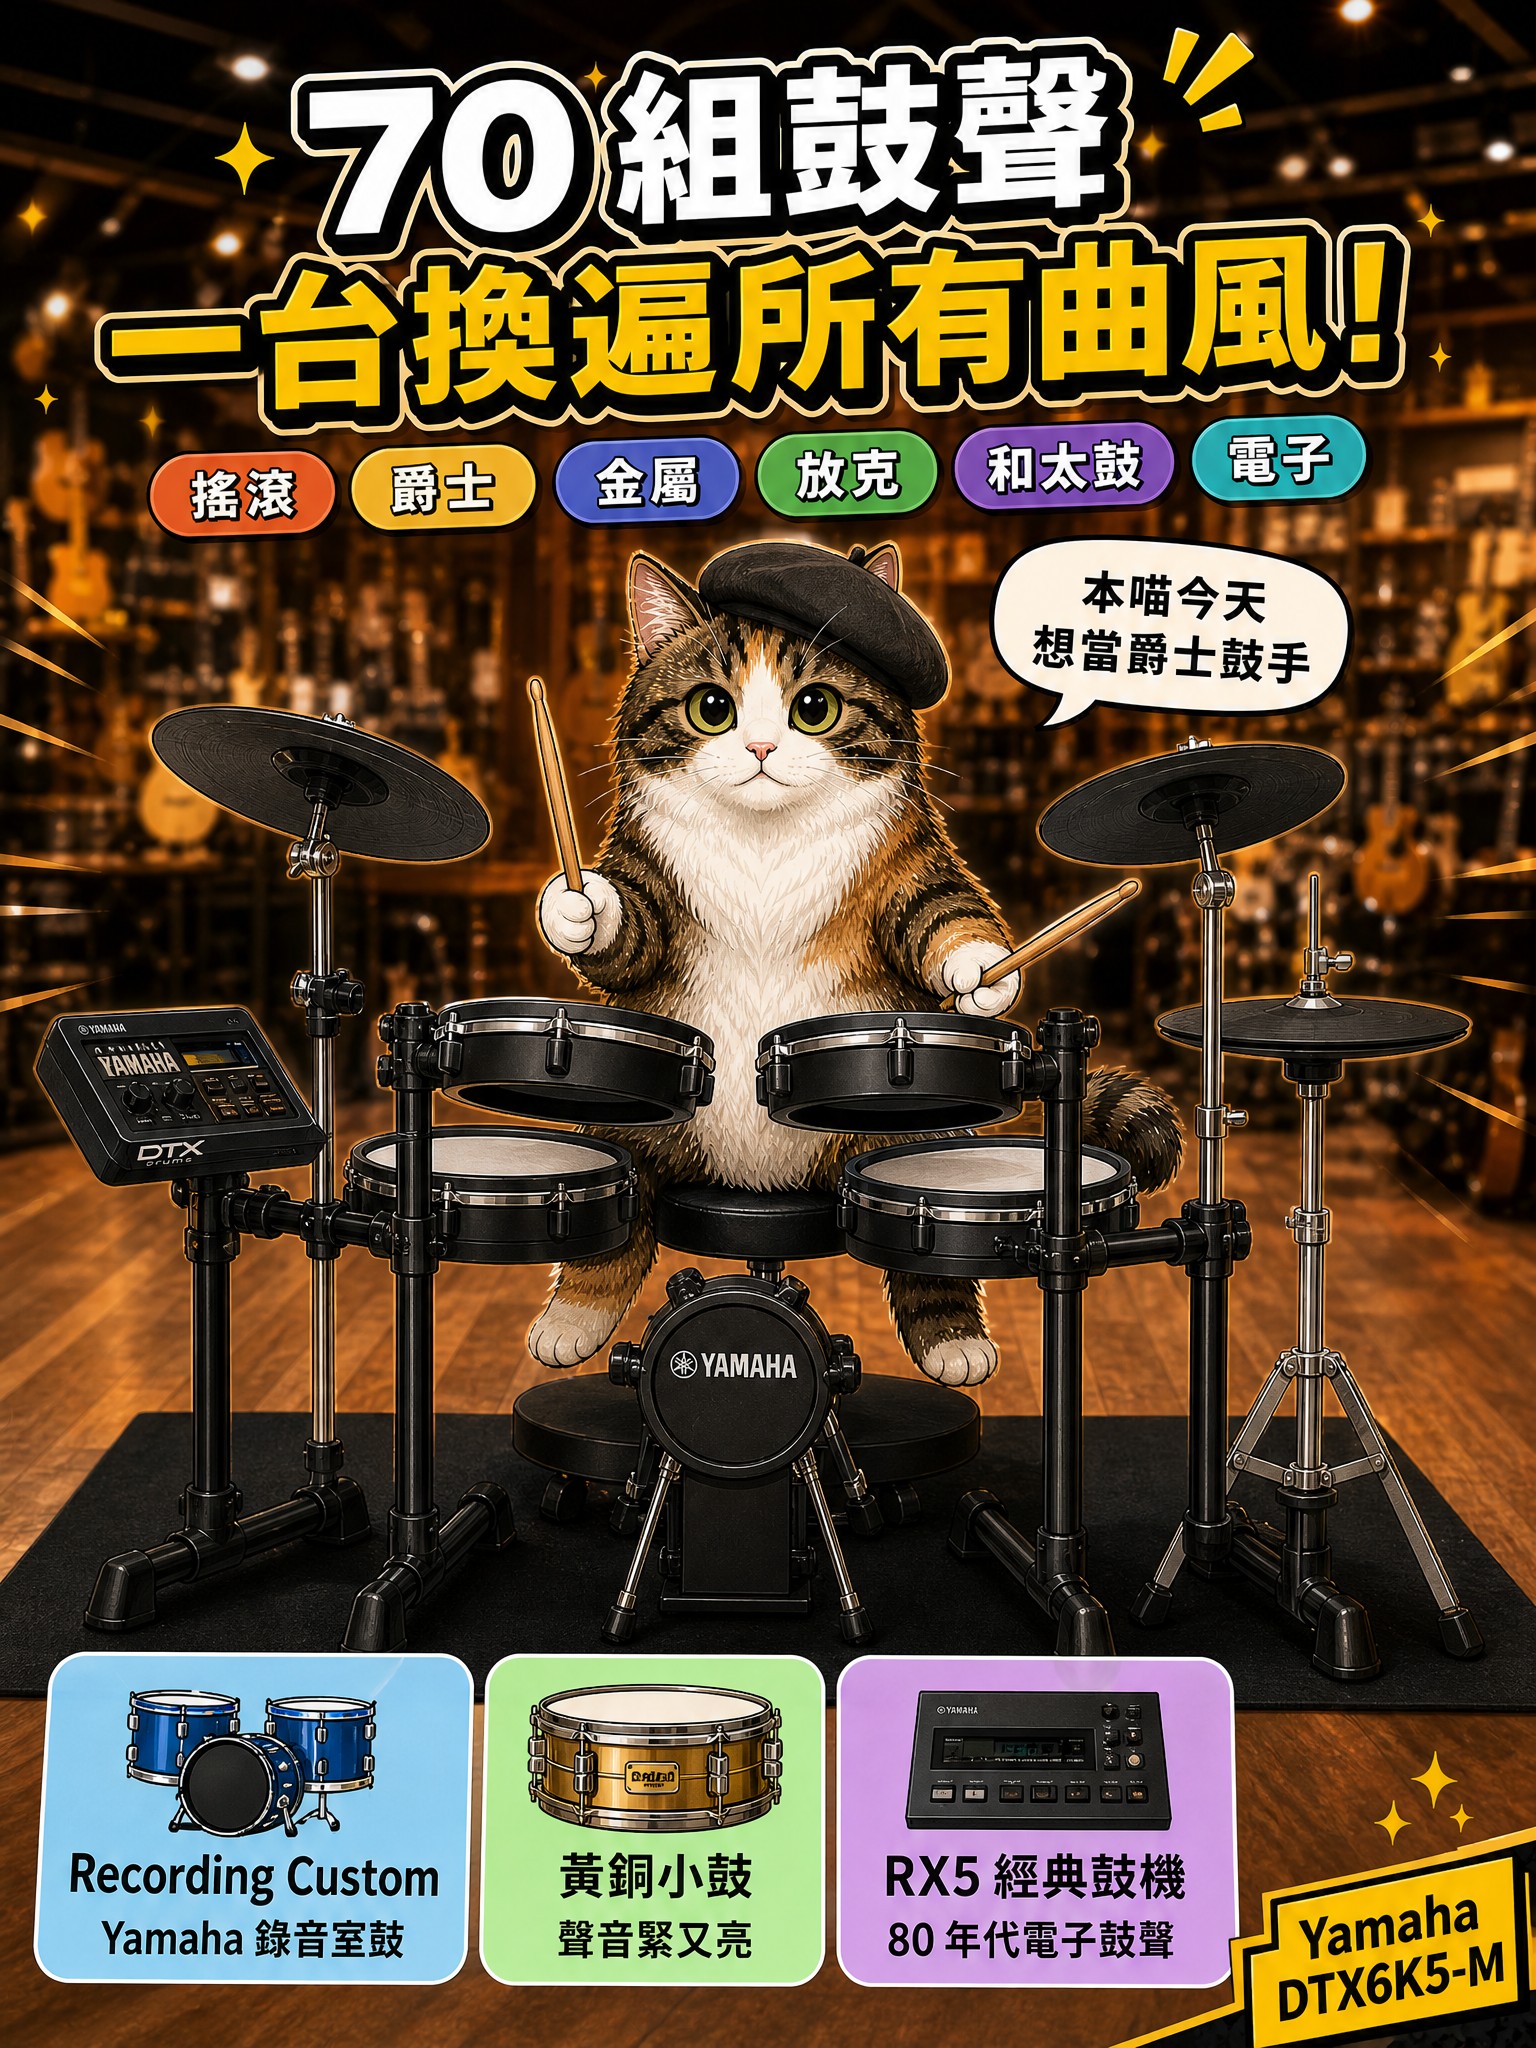 70組鼓聲
一台換遍所有曲風!
搖滾
爵士
金屬
放克
和太鼓
電子
本喵今天
想當爵士鼓手
YAMAHA
YAMAHA
DTX
DRUMS
YAMAHA
YAMAHA
Recording Custom
Yamaha 錄音室鼓
黃銅小鼓
聲音緊又亮
RX5 經典鼓機
80 年代電子鼓聲
Yamaha
DTX6K5-M